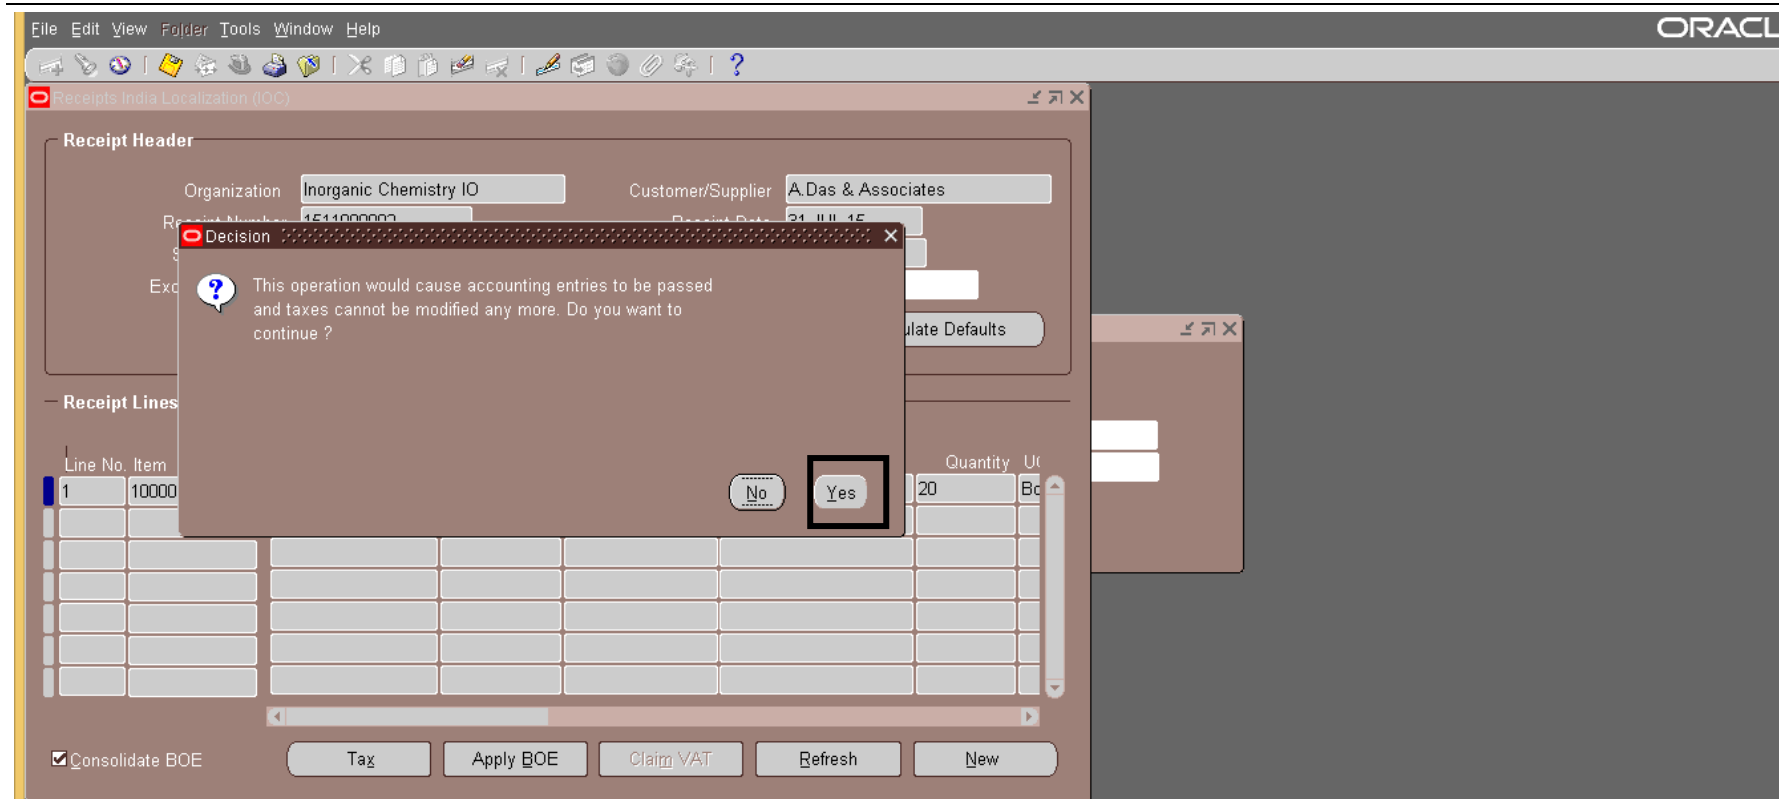 File Edit View Folder Tools Window Help
ORACL
Receipts India Localization (IOC)
Receipt Header
Organization Inorganic Chemistry IO Customer/Supplier A.Das & Associates
Decision
This operation would cause accounting entries to be passed
and taxes cannot be modified any more. Do you want to
continue ?
ulate Defaults
Receipt Lines
Line No. Item Quantity
No Yes
1 10000 20
Consolidate BOE Tax Apply BOE Claim VAT Refresh New